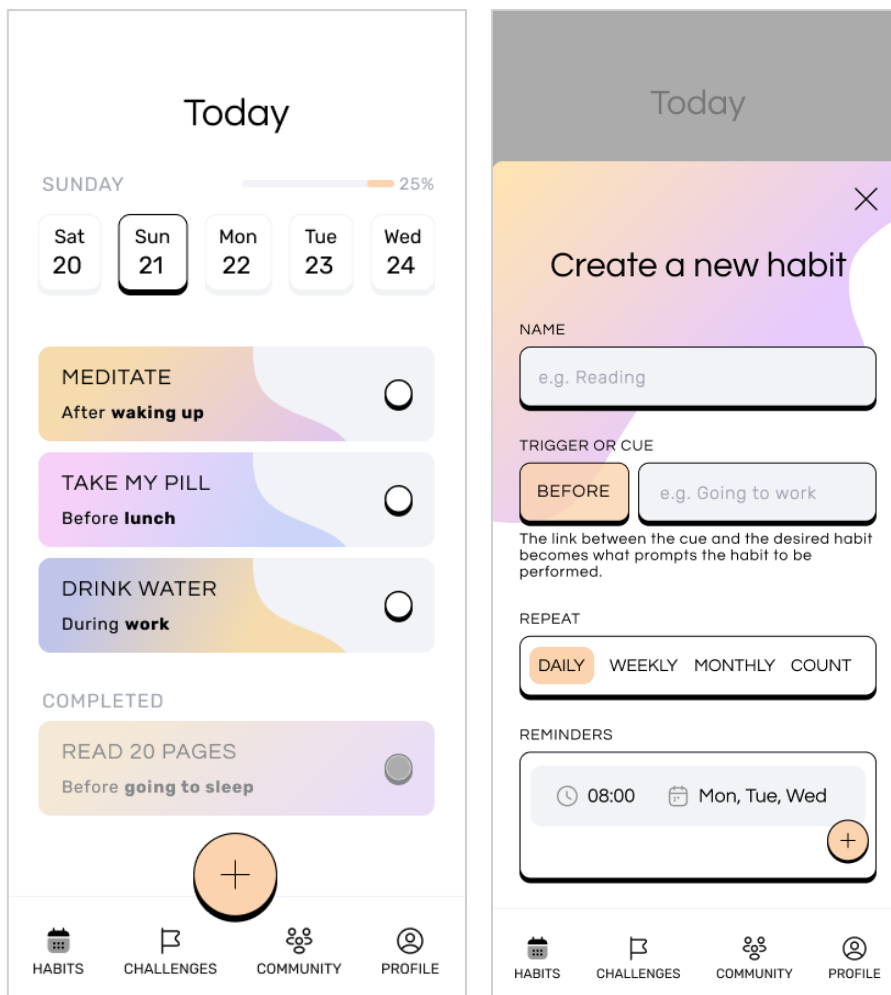 Today
SUNDAY 25%
Sat Sun Mon Tue Wed
20 21 22 23 24
MEDITATE
After waking up
TAKE MY PILL
Before lunch
DRINK WATER
During work
COMPLETED
READ 20 PAGES
Before going to sleep
HABITS CHALLENGES COMMUNITY PROFILE
Today
Create a new habit
NAME
e.g. Reading
TRIGGER OR CUE
BEFORE e.g. Going to work
The link between the cue and the desired habit
becomes what prompts the habit to be
performed.
REPEAT
DAILY WEEKLY MONTHLY COUNT
REMINDERS
08:00 Mon, Tue, Wed
HABITS CHALLENGES COMMUNITY PROFILE